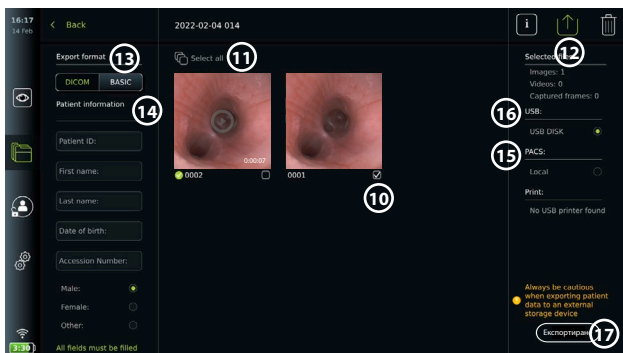 16:17
14 Feb
Back
2022-02-04 014
i
Export format
13
DICOM BASIC
Patient information
14
Patient ID:
First name:
Last name:
Date of birth:
Accession Number:
Male:
Female:
Other:
All fields must be filled
3:30
Select all
11
0:00:07
0002
0001
10
12
Images: 1
Videos: 0
Captured frames: 0
16
USB:
USB DISK
15
PACS:
Local
Print:
No USB printer found
Always be cautious
when exporting patient
data to an external
storage device
17